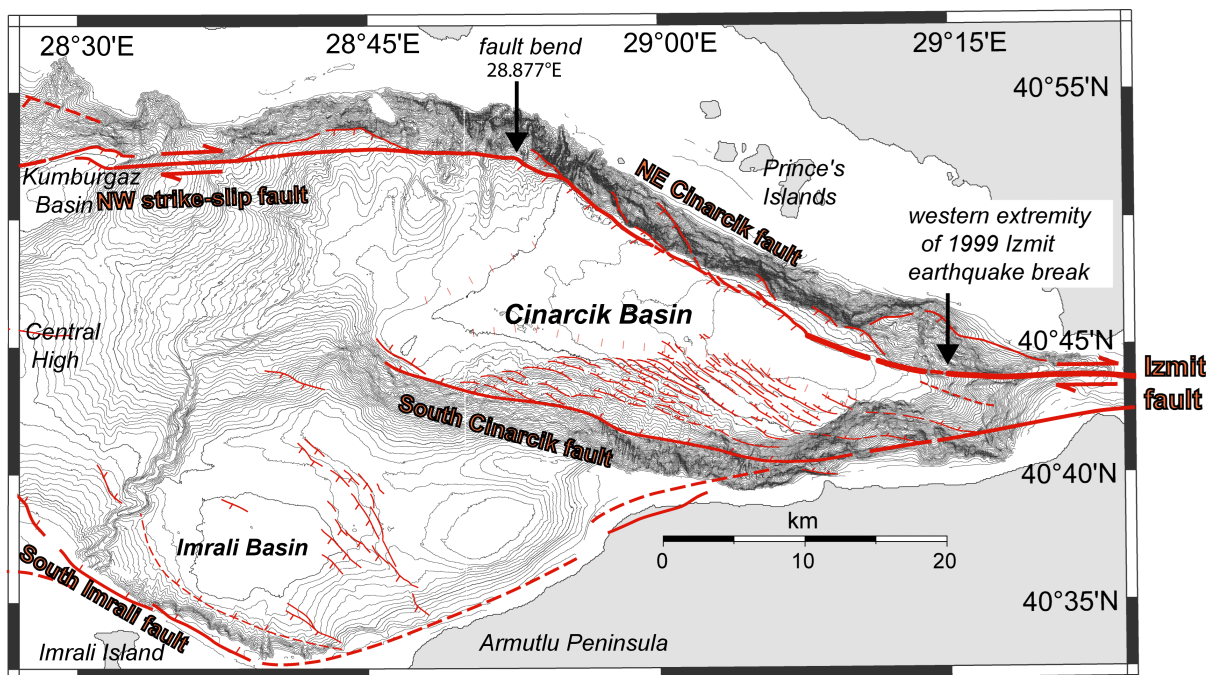 28°30'E
28°45'E
29°00'E
29°15'E
fault bend
28.877°E
40°55'N
Kumburgaz
Basin
NW strike-slip fault
NE Cinarcik fault
Prince's
Islands
western extremity
of 1999 Izmit
earthquake break
Cinarcik Basin
Central
High
40°45'N
Izmit
fault
South Cinarcik fault
40°40'N
Imrali Basin
km
0
10
20
South Imrali fault
40°35'N
Imrali Island
Armutlu Peninsula